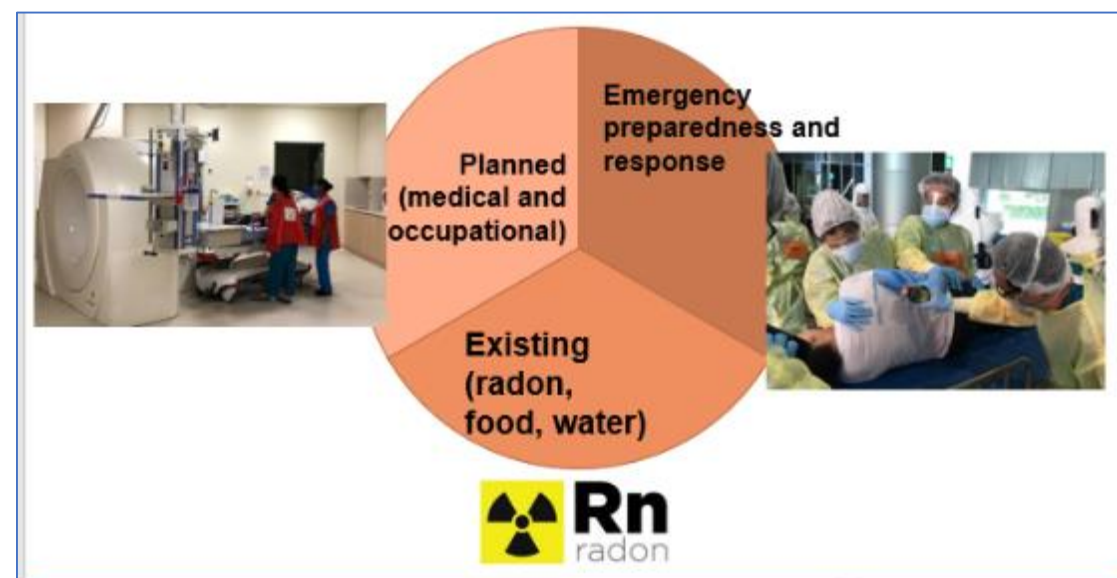 Emergency
preparedness and
response
Planned
(medical and
occupational)
Existing
(radon,
food, water)
Rn
radon